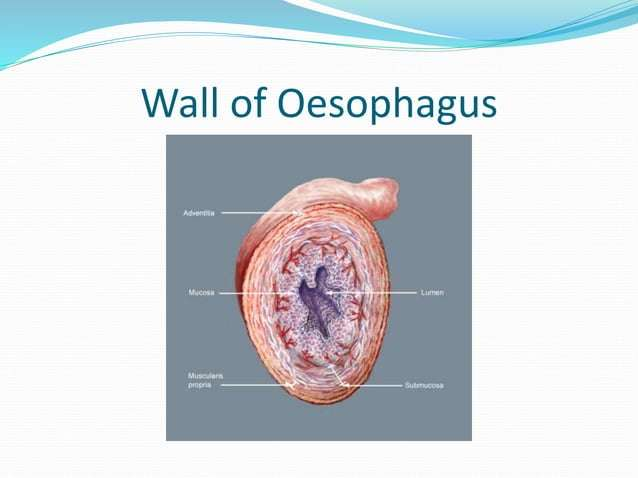 Wall of Oesophagus
Adventitia
Mucosa
Lumen
Muscularis
propria
Submucosa